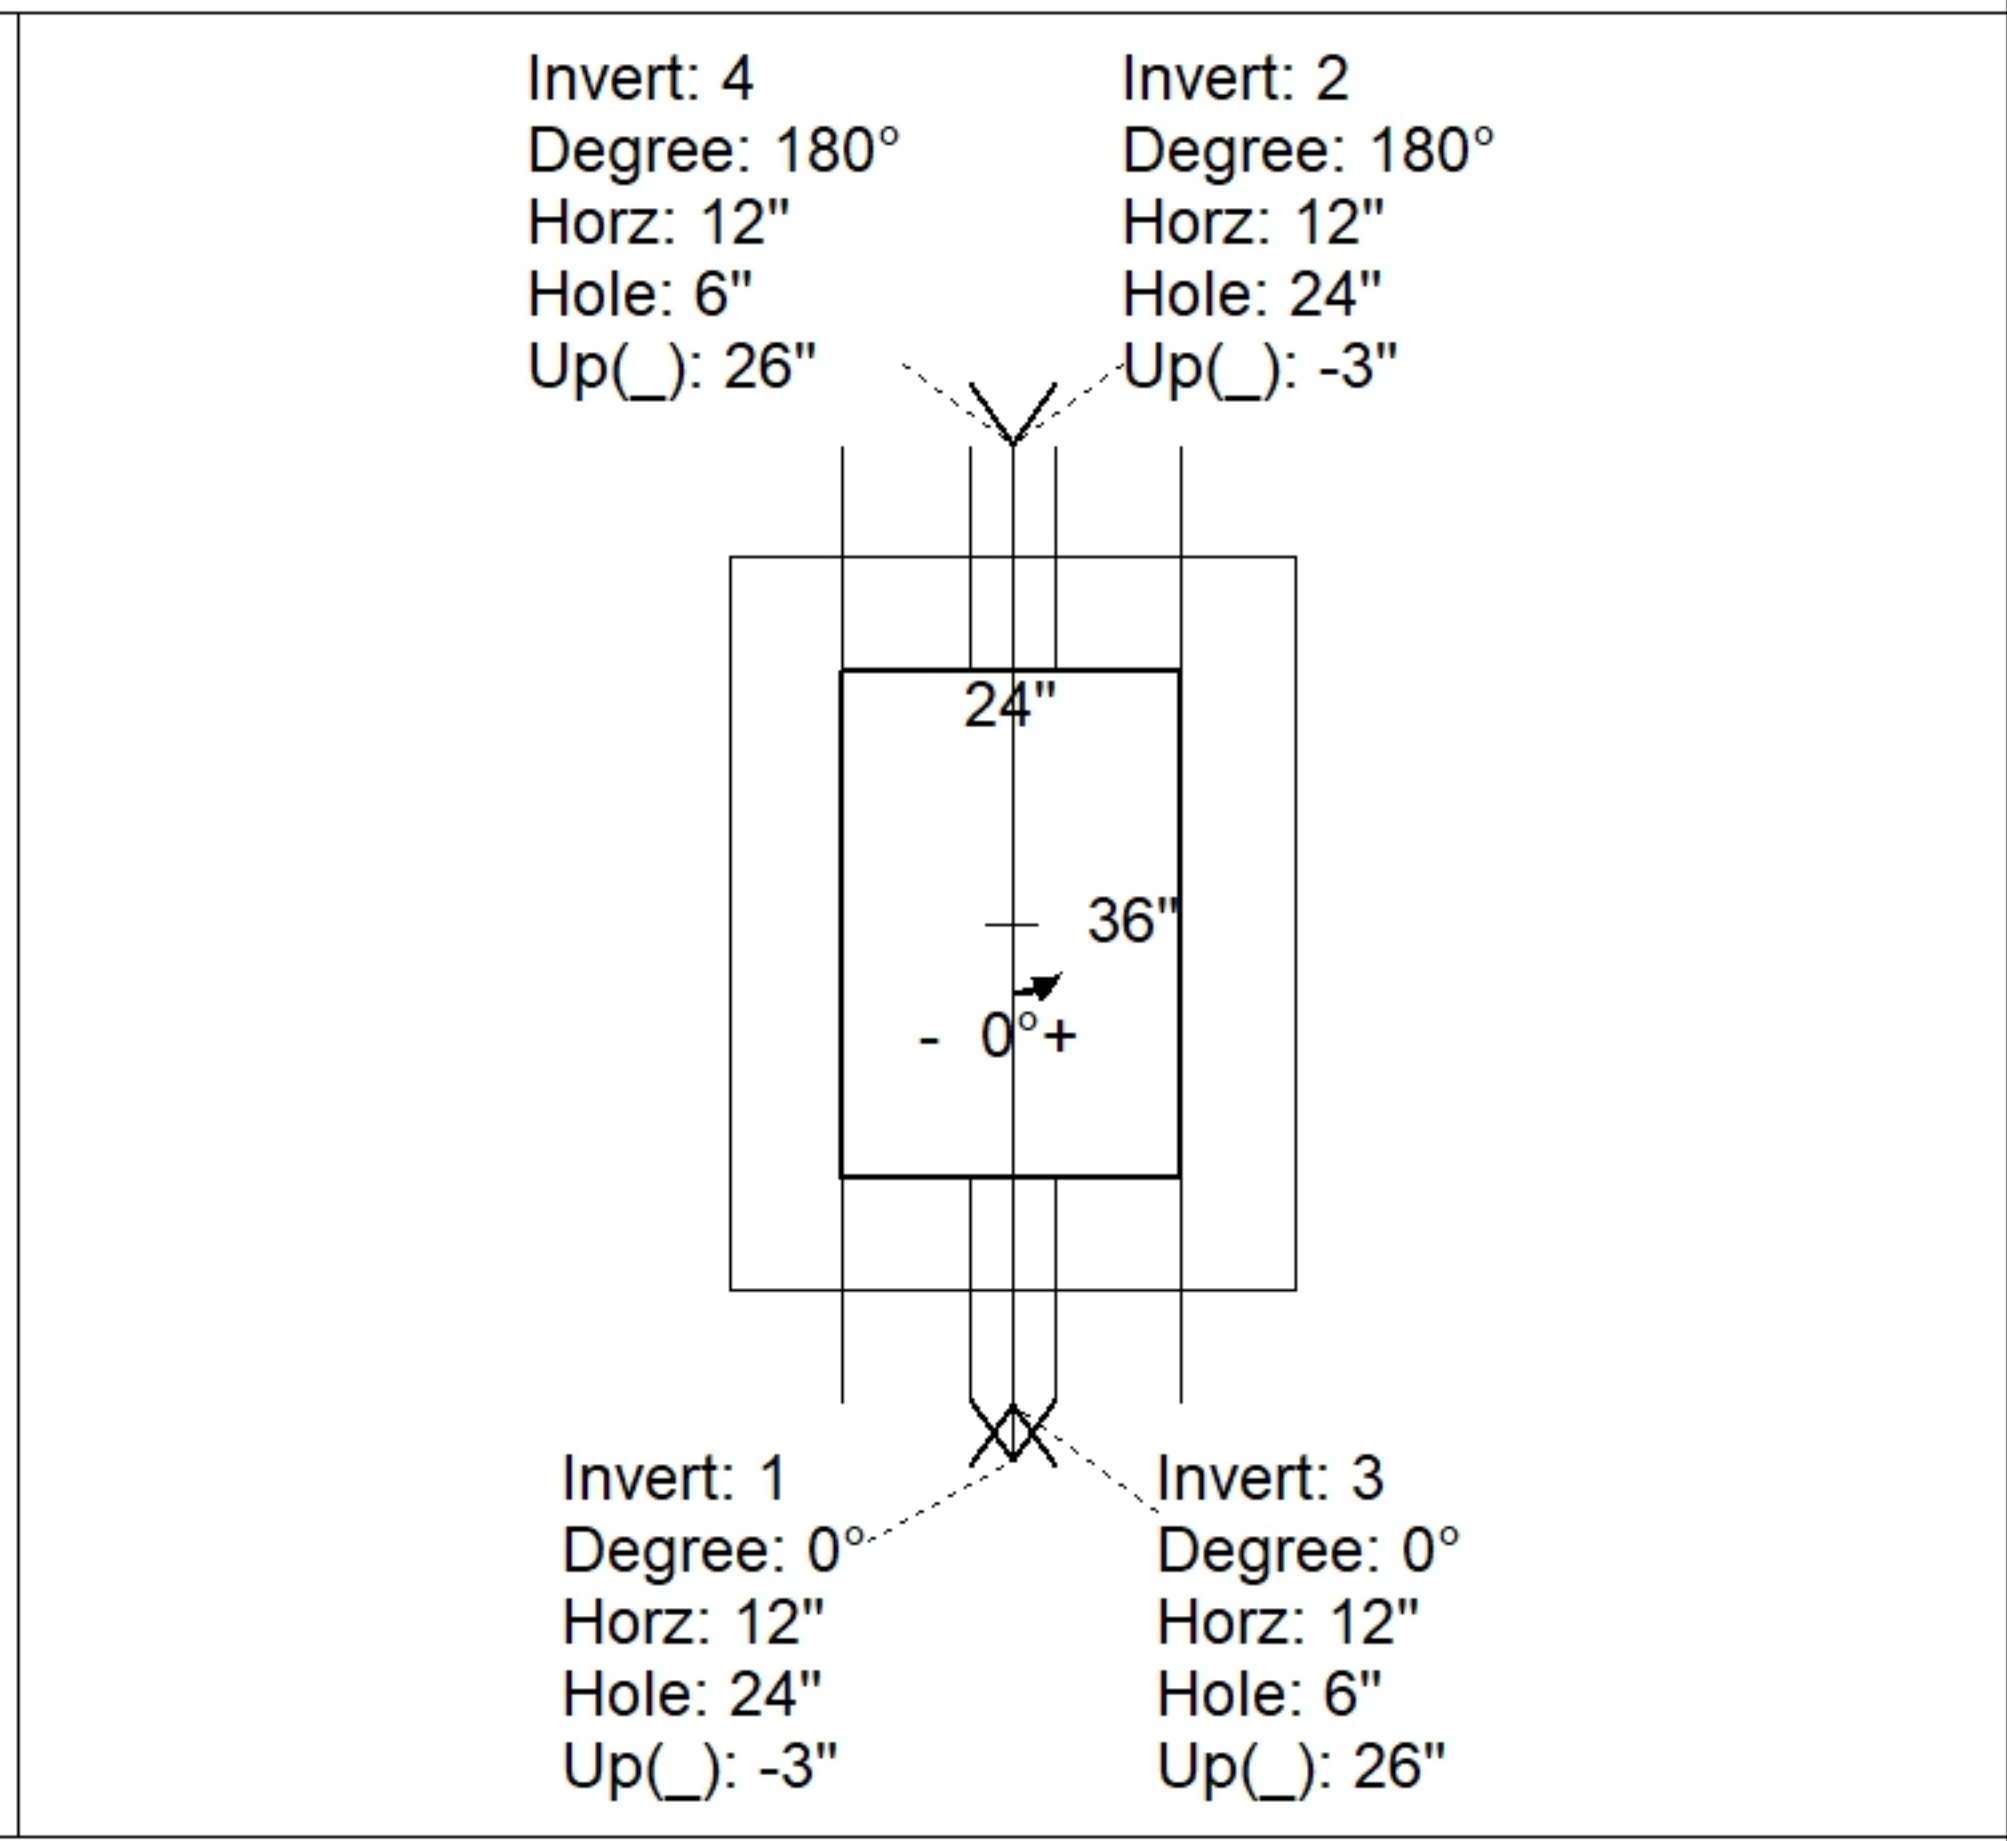 Invert: 4
Degree: 180°
Horz: 12"
Hole: 6"
Up(_): 26"
Invert: 2
Degree: 180°
Horz: 12"
Hole: 24"
Up(_): -3"
24"
36"
- 0°+
Invert: 1
Degree: 0°
Horz: 12"
Hole: 24"
Up(_): -3"
Invert: 3
Degree: 0°
Horz: 12"
Hole: 6"
Up(_): 26"